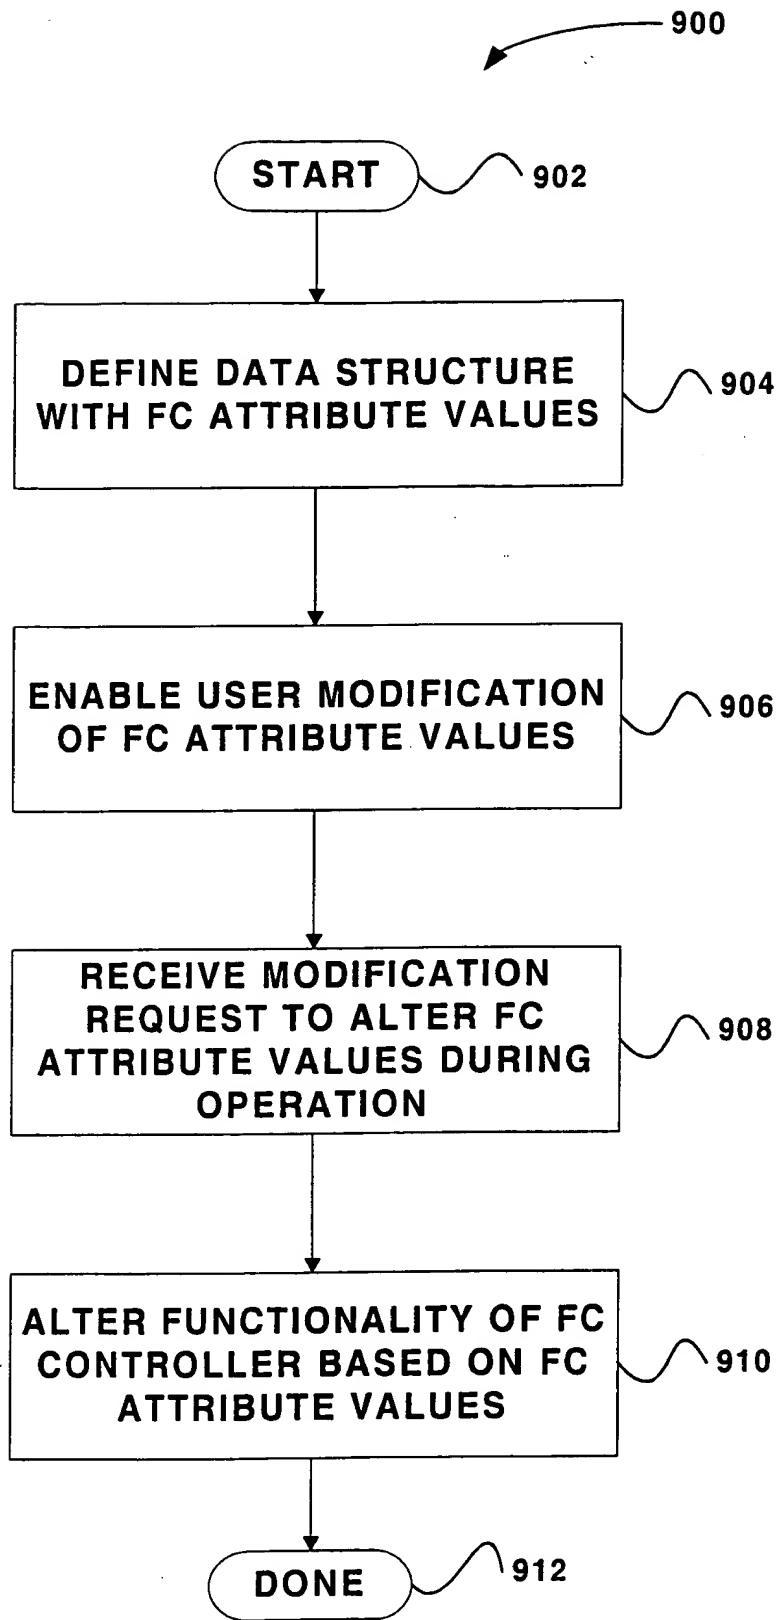 900
START
902
DEFINE DATA STRUCTURE
WITH FC ATTRIBUTE VALUES
904
ENABLE USER MODIFICATION
OF FC ATTRIBUTE VALUES
906
RECEIVE MODIFICATION
REQUEST TO ALTER FC
ATTRIBUTE VALUES DURING
OPERATION
908
ALTER FUNCTIONALITY OF FC
CONTROLLER BASED ON FC
ATTRIBUTE VALUES
910
DONE
912